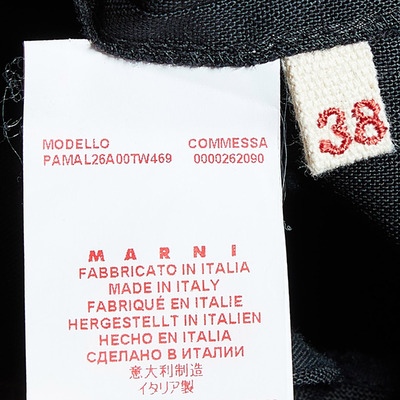 MODELLO COMMESSA
PAMAL26A00TW469 0000262090
38
MARNI
FABBRICATO IN ITALIA
MADE IN ITALY
FABRIQUÉ EN ITALIE
HERGESTELLT IN ITALIEN
HECHO EN ITALIA
СДЕЛАНО В ИТАЛИИ
意大利制造
イタリア製